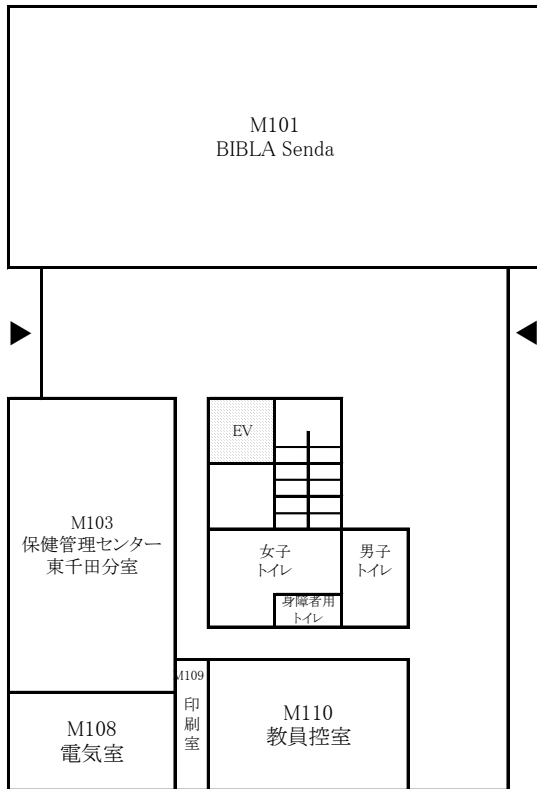 M101
BIBLA Senda
EV
M103
保健管理センター
東千田分室
女子
トイレ
男子
トイレ
身障者用
トイレ
M109
印
刷
室
M108
電気室
M110
教員控室